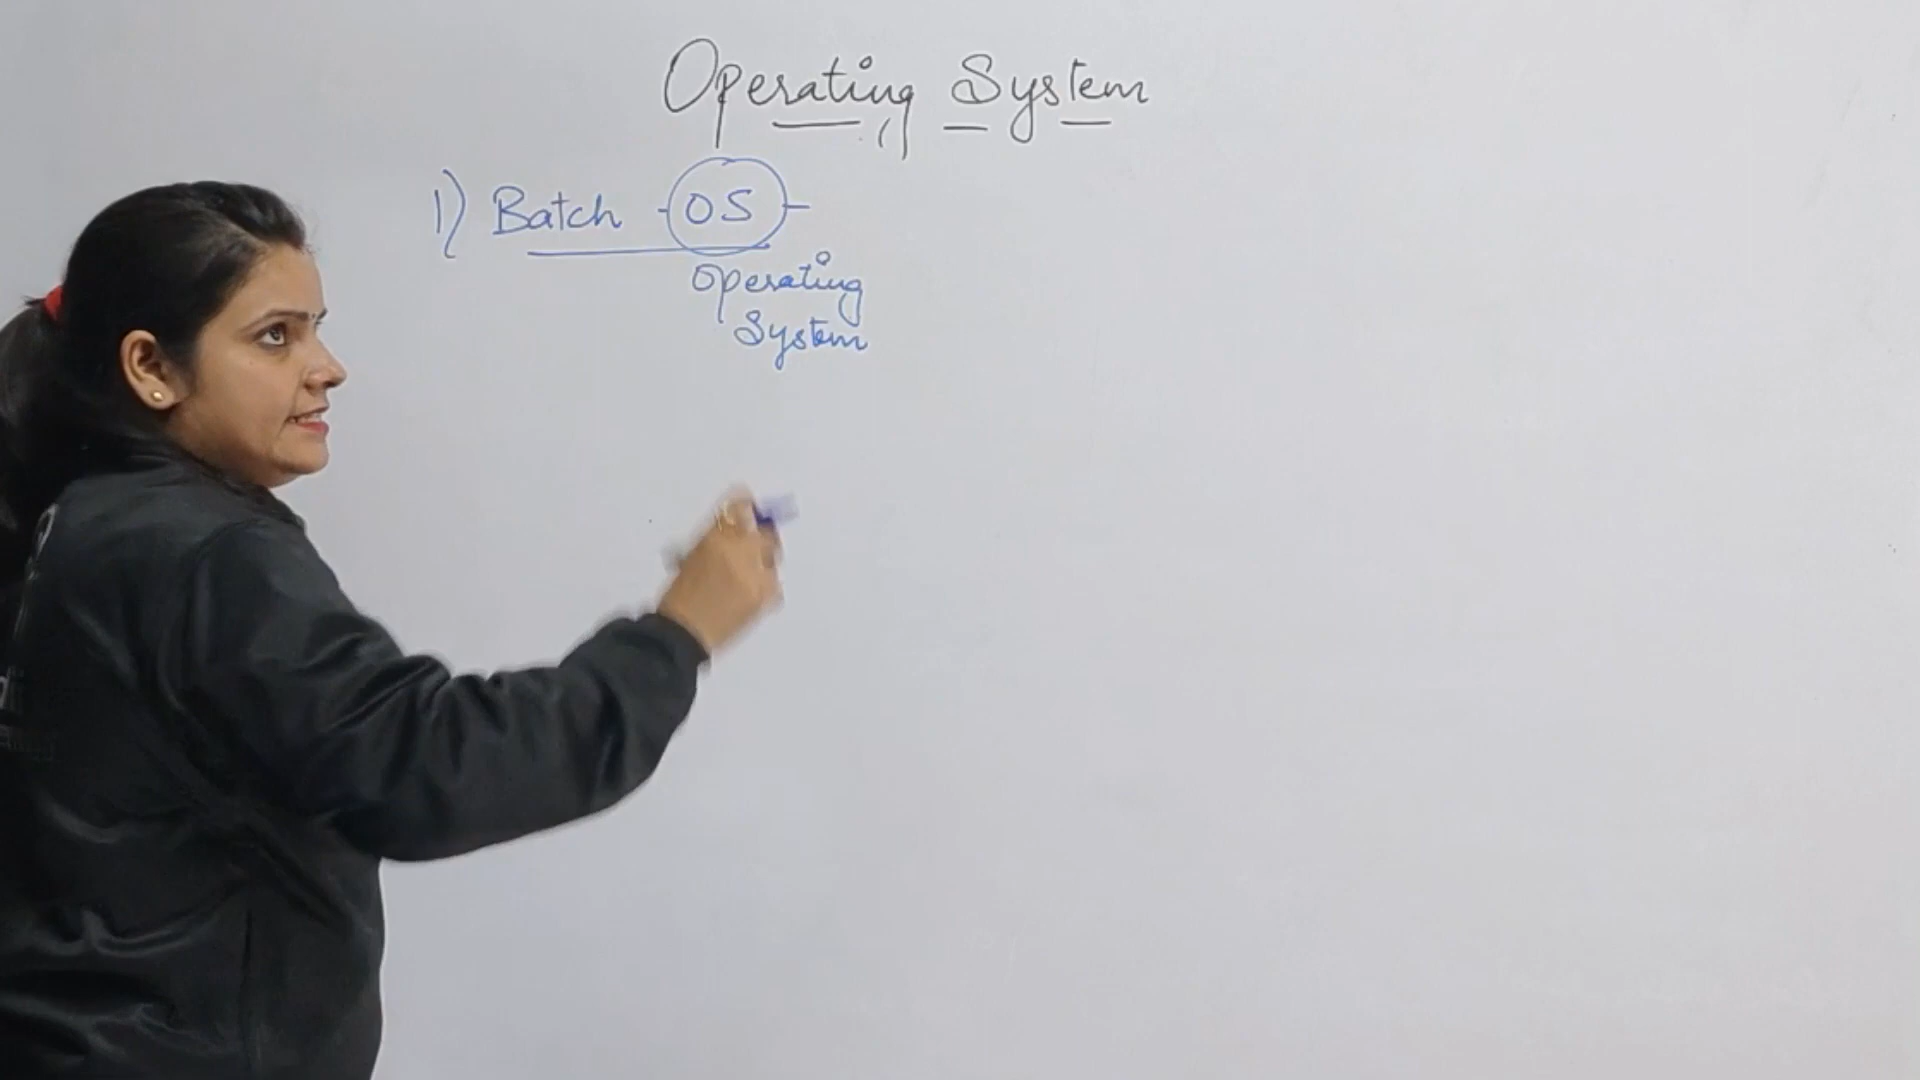 Operating System
1) Batch - OS -
Operating
System